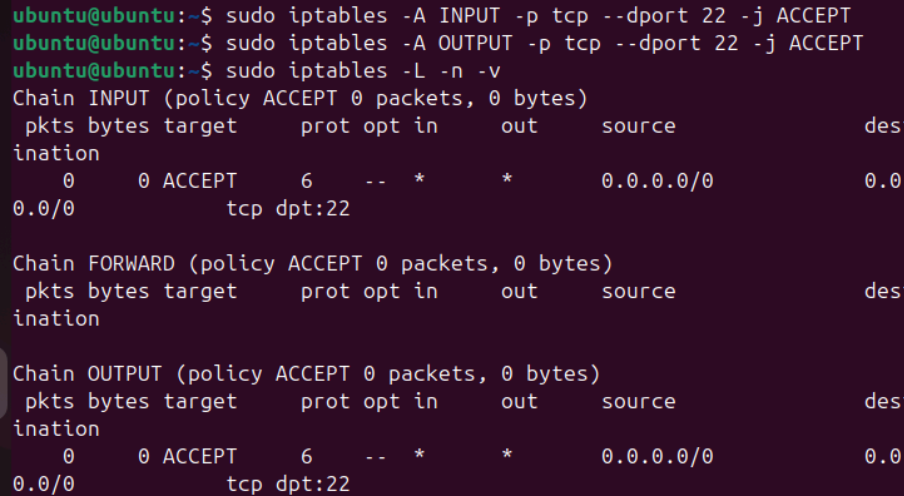 ubuntu@ubuntu:~$ sudo iptables -A INPUT -p tcp --dport 22 -j ACCEPT
ubuntu@ubuntu:~$ sudo iptables -A OUTPUT -p tcp --dport 22 -j ACCEPT
ubuntu@ubuntu:~$ sudo iptables -L -n -v
Chain INPUT (policy ACCEPT 0 packets, 0 bytes)
 pkts bytes target     prot opt in     out     source               des
ination
    0     0 ACCEPT     6    --  *      *       0.0.0.0/0            0.0
0.0/0            tcp dpt:22

Chain FORWARD (policy ACCEPT 0 packets, 0 bytes)
 pkts bytes target     prot opt in     out     source               des
ination

Chain OUTPUT (policy ACCEPT 0 packets, 0 bytes)
 pkts bytes target     prot opt in     out     source               des
ination
    0     0 ACCEPT     6    --  *      *       0.0.0.0/0            0.0
0.0/0            tcp dpt:22